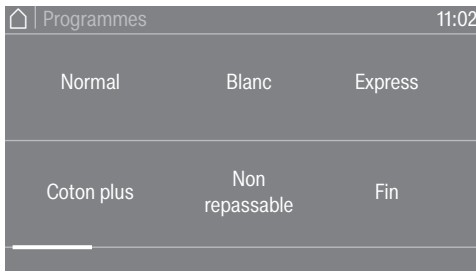 Programmes 11:02
Normal Blanc Express
Coton plus Non repassable Fin